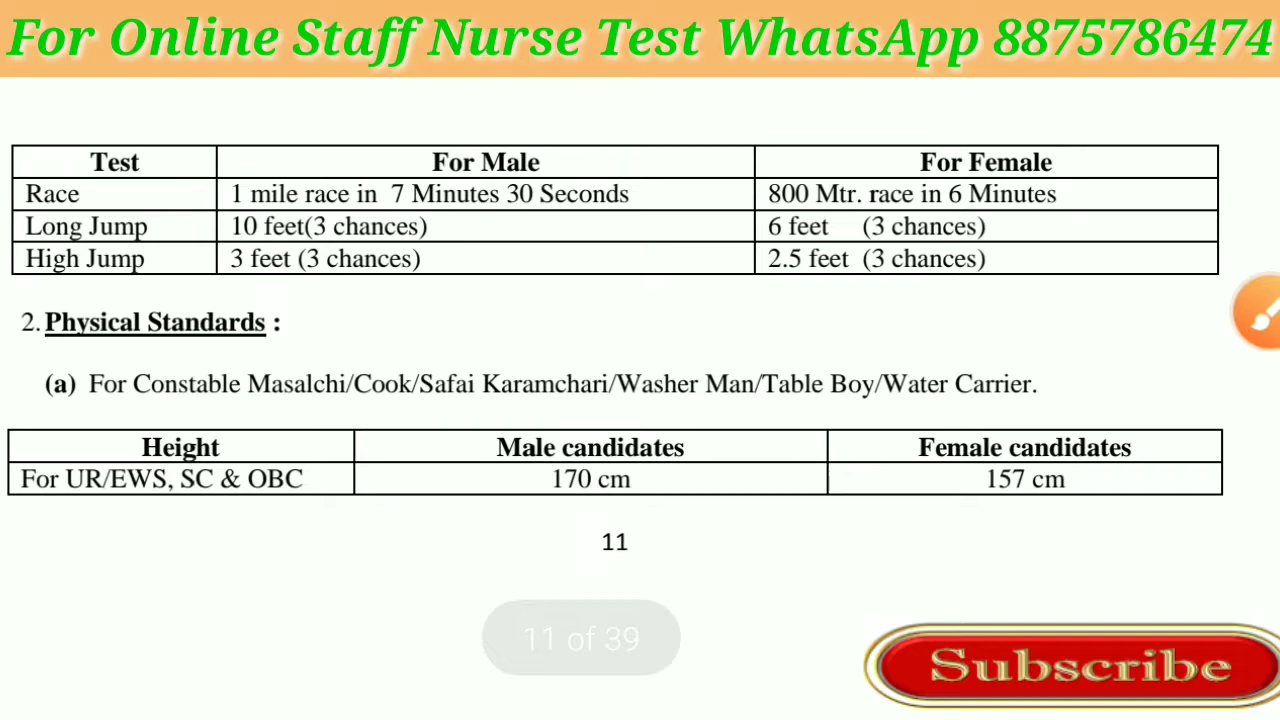 For Online Staff Nurse Test WhatsApp 8875786474
Test For Male For Female
Race 1 mile race in 7 Minutes 30 Seconds 800 Mtr. race in 6 Minutes
Long Jump 10 feet(3 chances) 6 feet (3 chances)
High Jump 3 feet (3 chances) 2.5 feet (3 chances)
2. Physical Standards :
(a) For Constable Masalchi/Cook/Safai Karamchari/Washer Man/Table Boy/Water Carrier.
Height Male candidates Female candidates
For UR/EWS, SC & OBC 170 cm 157 cm
11
11 of 39
Subscribe